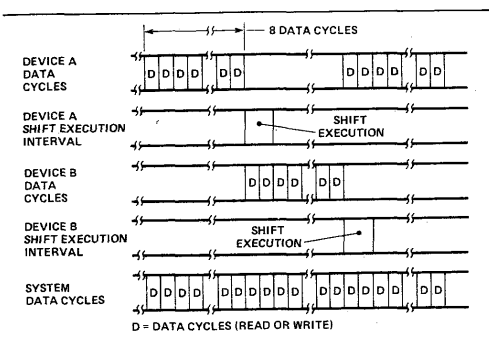 8 DATA CYCLES
DEVICE A
DATA
CYCLES
D D D D D D D D D D D D
DEVICE A
SHIFT EXECUTION
INTERVAL
SHIFT
EXECUTION
DEVICE B
DATA
CYCLES
D D D D D D
DEVICE B
SHIFT EXECUTION
INTERVAL
SHIFT
EXECUTION
SYSTEM
DATA CYCLES
D D D D D D D D D D D D D D D D D D
D = DATA CYCLES (READ OR WRITE)